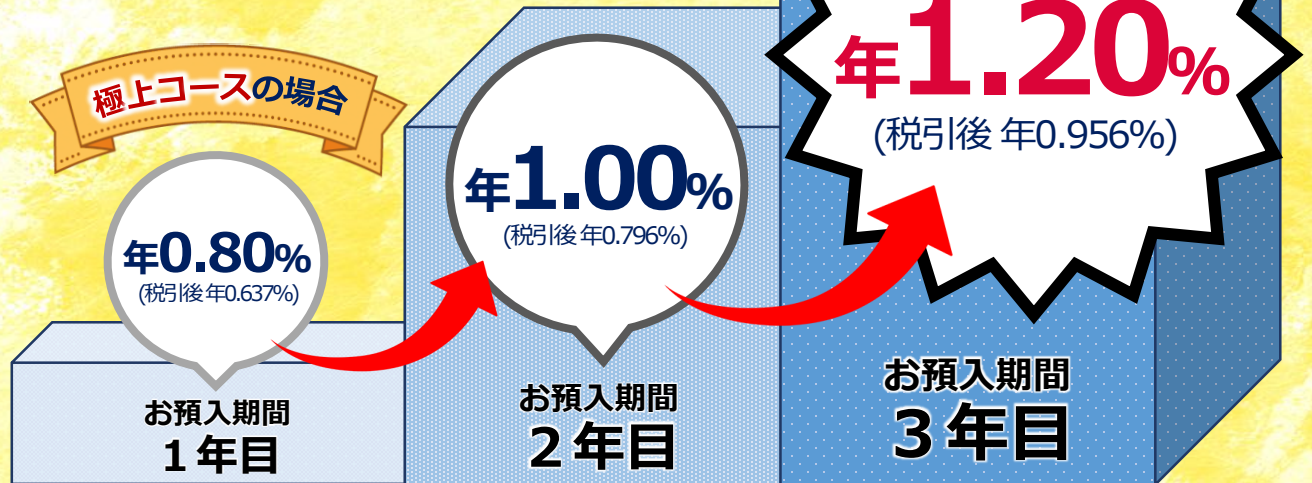 極上コースの場合
年0.80%
(税引後 年0.637%)
お預入期間
１年目
年1.00%
(税引後 年0.796%)
お預入期間
２年目
年1.20%
(税引後 年0.956%)
お預入期間
３年目